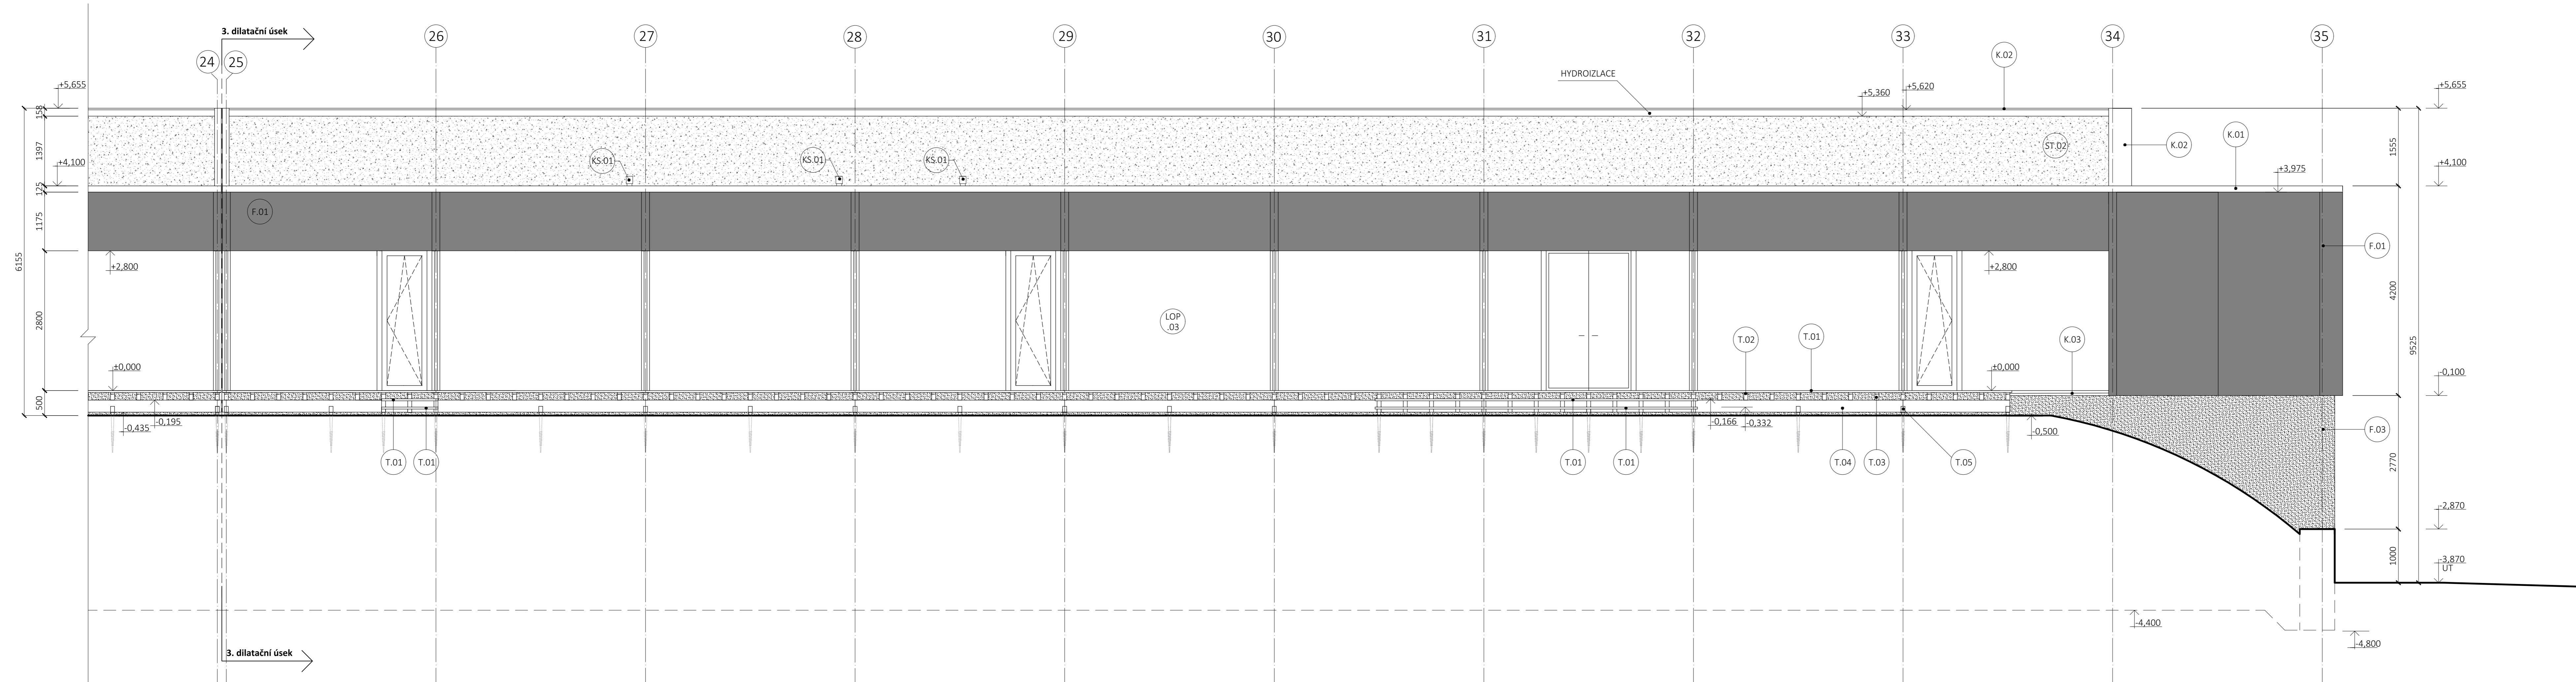 3. dilatační úsek
24
25
26
27
28
29
30
31
32
33
34
35
K.02
HYDROIZLACE
+5,655
+5,360
+5,620
+5,655
158
1397
+4,100
125
1175
6155
2800
500
KS.01
KS.01
KS.01
ST.02
K.02
K.01
1555
+4,100
+3,975
F.01
F.01
+2,800
+2,800
4200
9525
LOP
.03
±0,000
T.02
T.01
K.03
±0,000
-0,100
-0,435
-0,195
-0,166
-0,332
-0,500
F.03
T.01
T.01
T.01
T.01
T.04
T.03
T.05
2770
-2,870
1000
-3,870
UT
-4,400
-4,800
3. dilatační úsek